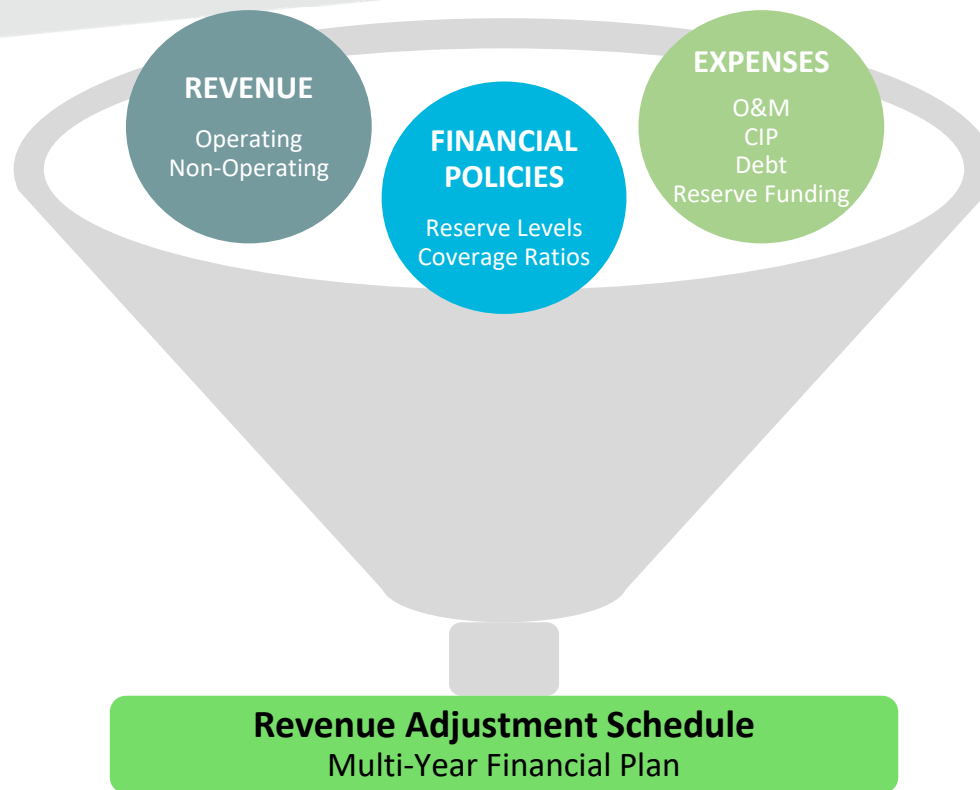 REVENUE
Operating
Non-Operating
FINANCIAL
POLICIES
Reserve Levels
Coverage Ratios
EXPENSES
O&M
CIP
Debt
Reserve Funding
Revenue Adjustment Schedule
Multi-Year Financial Plan